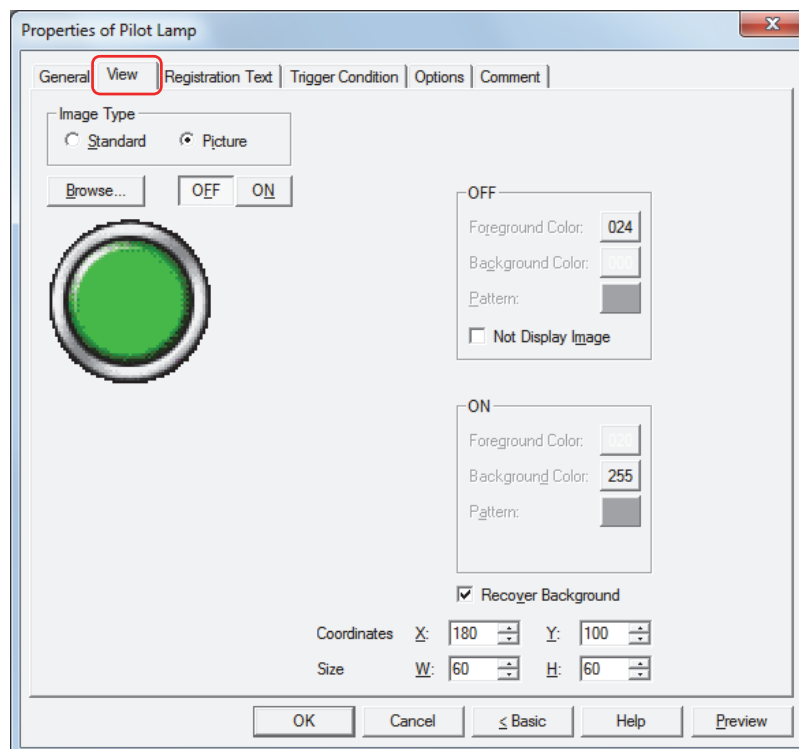 Properties of Pilot Lamp
General View Registration Text Trigger Condition Options Comment
Image Type
Standard Picture
Browse... OFF ON
OFF
Foreground Color: 024
Background Color: 000
Pattern:
Not Display Image
ON
Foreground Color: 020
Background Color: 255
Pattern:
Recover Background
Coordinates X: 180 Y: 100
Size W: 60 H: 60
OK Cancel < Basic Help Preview